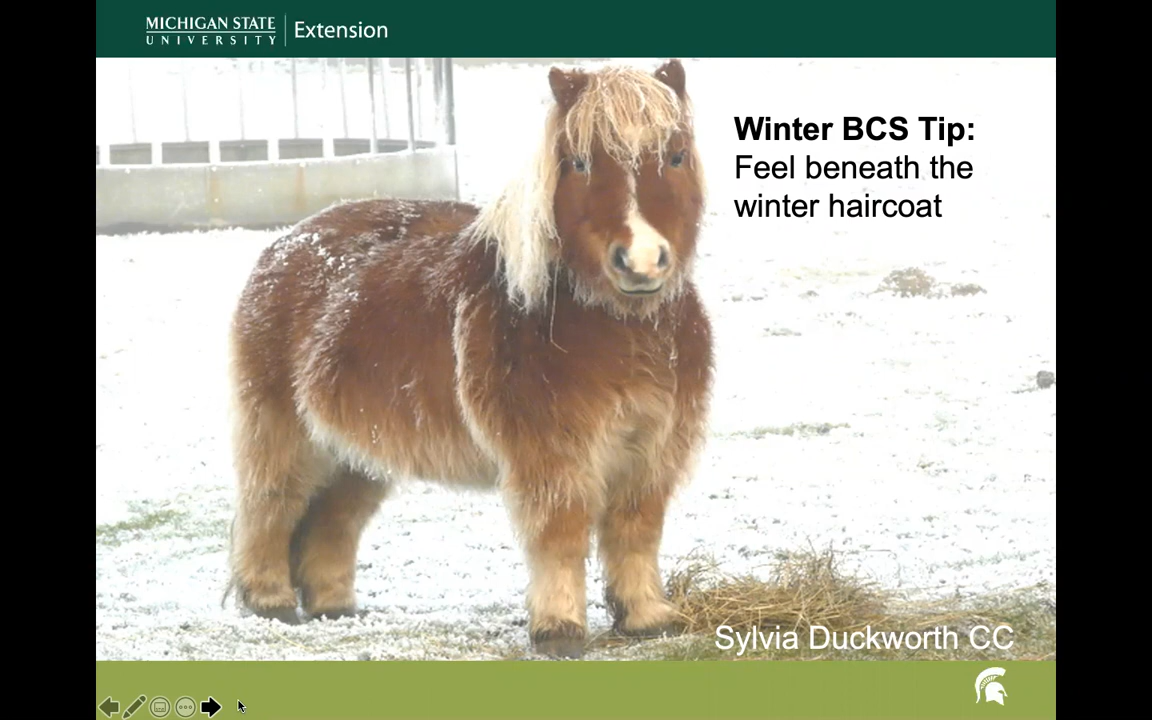 MICHIGAN STATE
UNIVERSITY
Extension
Winter BCS Tip:
Feel beneath the
winter haircoat
Sylvia Duckworth CC